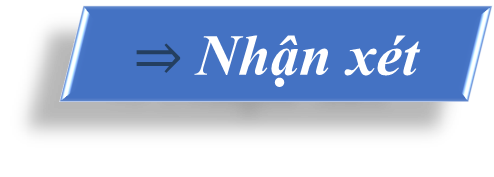 ⇒ Nhận xét